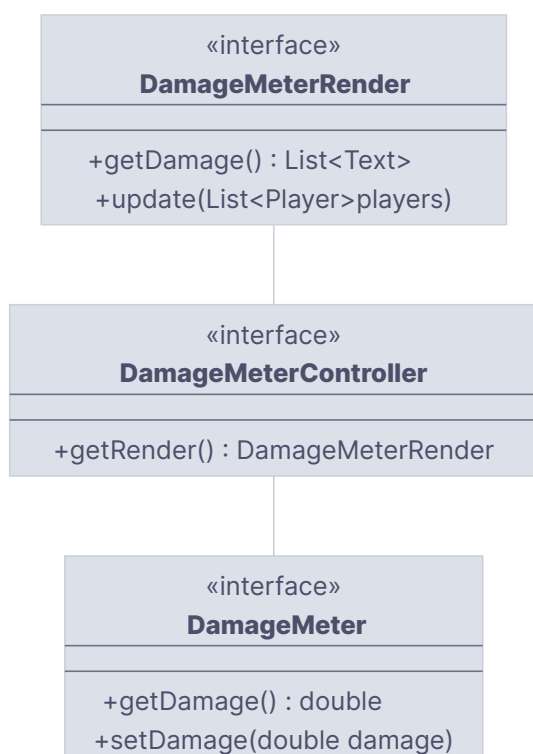 «interface»
DamageMeterRender
+getDamage() : List<Text>
+update(List<Player>players)
«interface»
DamageMeterController
+getRender() : DamageMeterRender
«interface»
DamageMeter
+getDamage() : double
+setDamage(double damage)